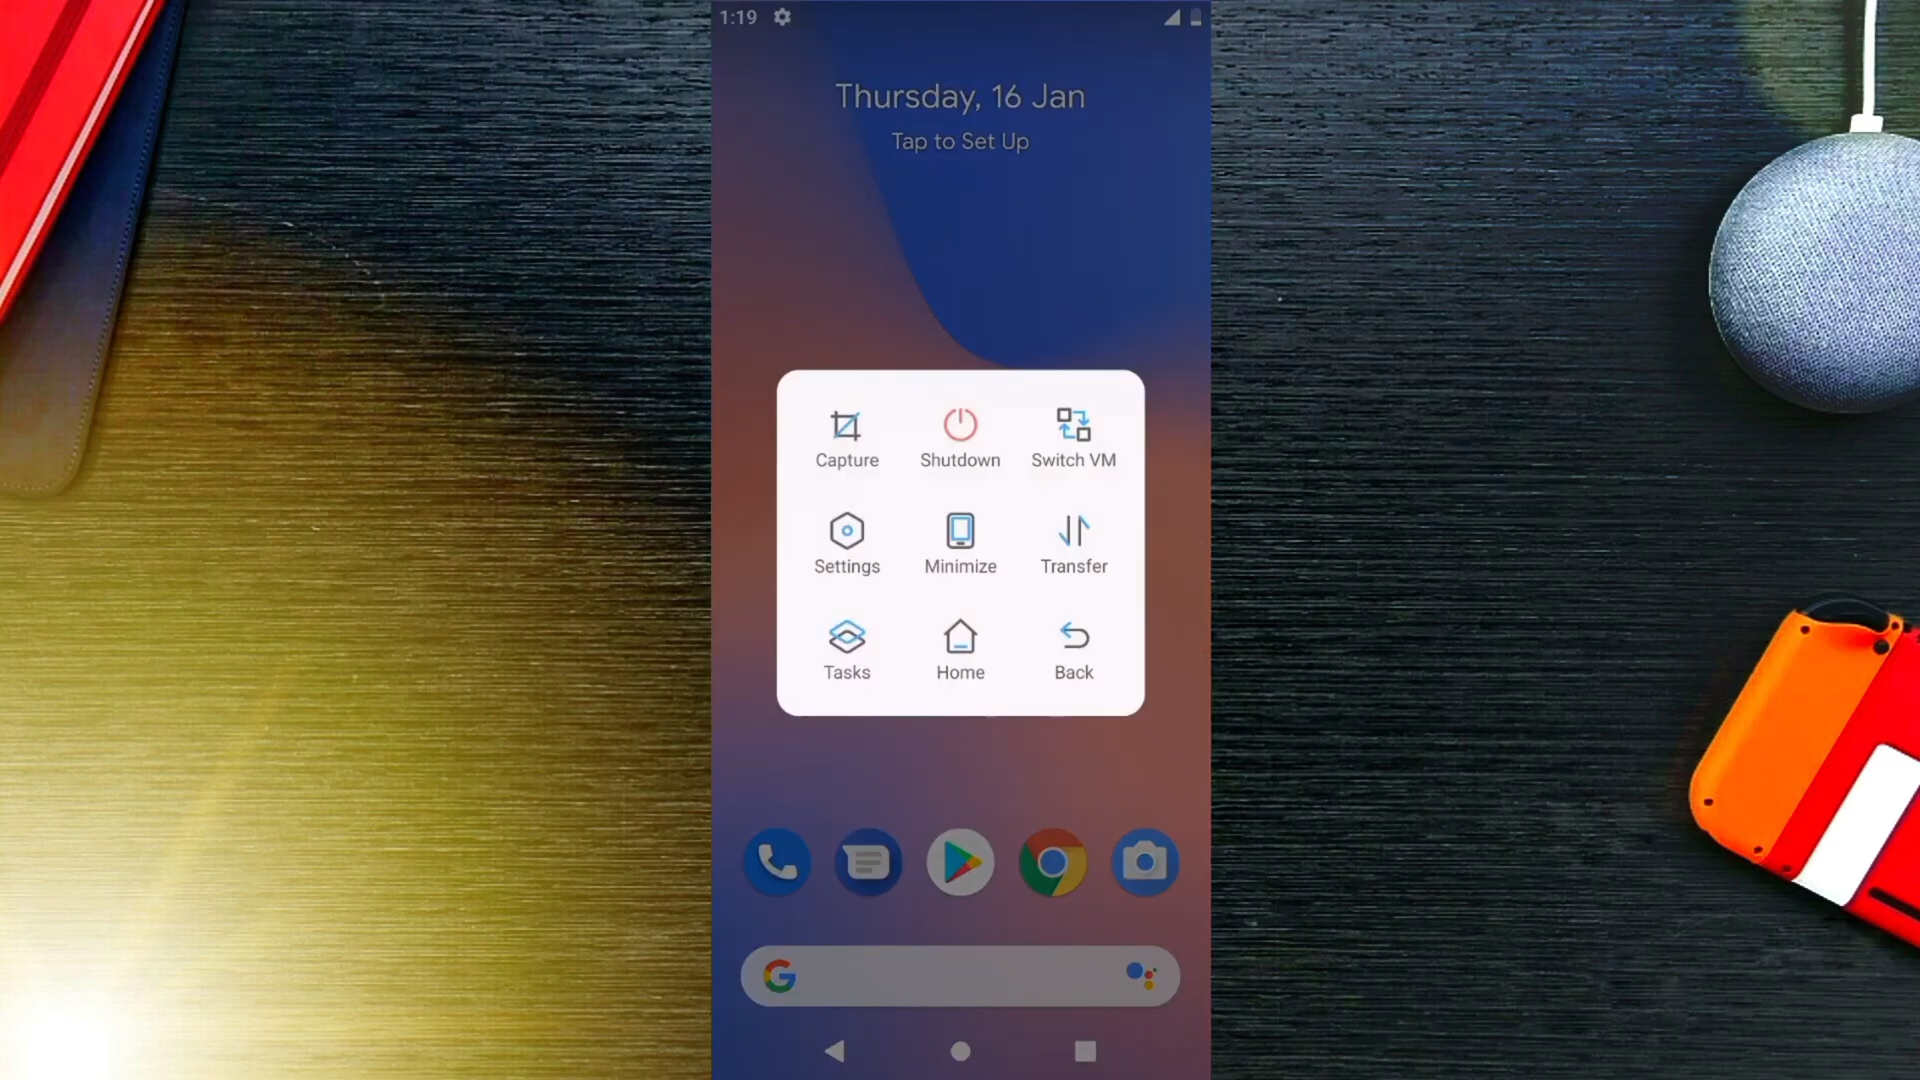 1:19
Thursday, 16 Jan
Tap to Set Up
Capture Shutdown Switch VM
Settings Minimize Transfer
Tasks Home Back